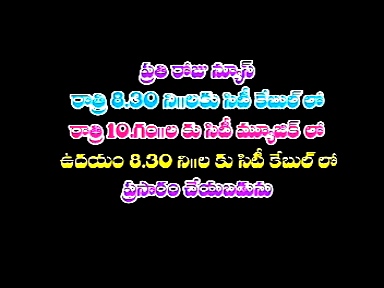 ప్రతి రోజు న్యూస్
రాత్రి 8.30 ని॥లకు సిటీ కేబుల్ లో
రాత్రి 10.గం॥ల కు సిటీ మ్యూజిక్ లో
ఉదయం 8.30 ని॥ల కు సిటీ కేబుల్ లో
ప్రసారం చేయబడును